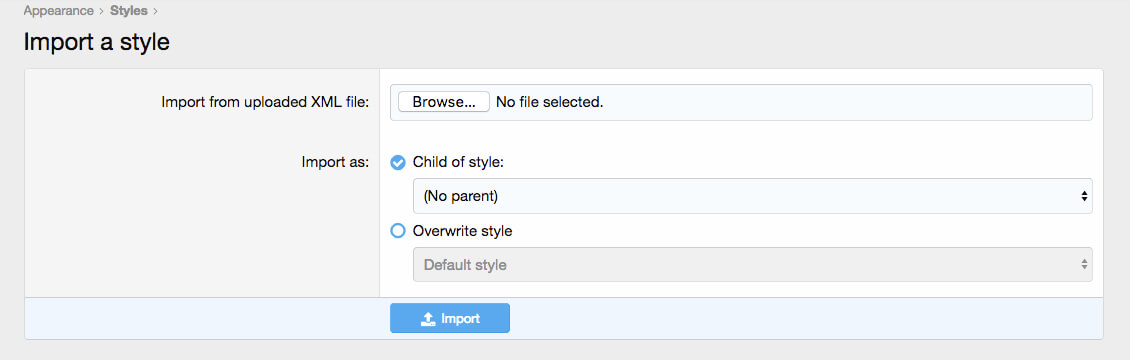 Appearance › Styles ›
Import a style
Import from uploaded XML file:
Browse... No file selected.
Import as:
Child of style:
(No parent)
Overwrite style
Default style
Import